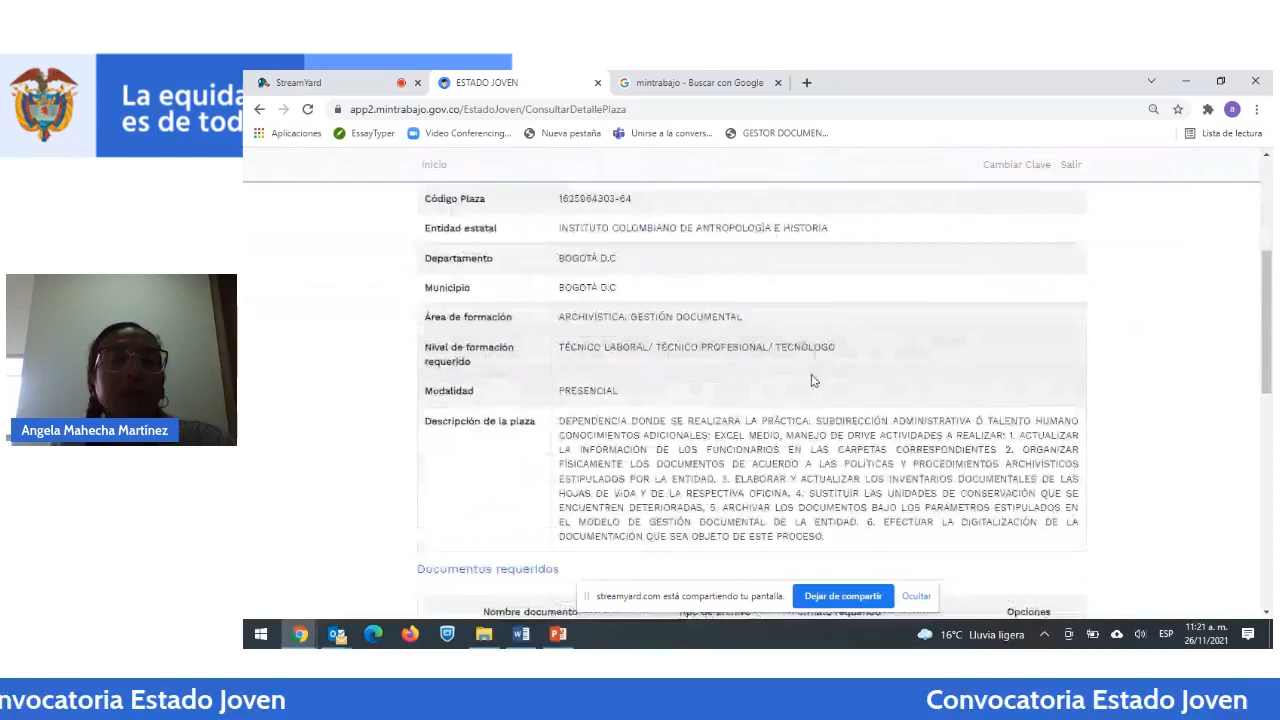 La equida
es de tod
StreamYard
ESTADO JOVEN
mintrabajo - Buscar con Google
app2.mintrabajo.gov.co/EstadoJoven/ConsultarDetallePlaza
Aplicaciones
EssayTyper
Video Conferencing...
Nueva pestaña
Unirse a la convers...
GESTOR DOCUMEN...
Lista de lectura
Inicio
Cambiar Clave
Salir
Código Plaza 1625964303-64
Entidad estatal INSTITUTO COLOMBIANO DE ANTROPOLOGÍA E HISTORIA
Departamento BOGOTÁ D.C
Municipio BOGOTÁ D.C
Área de formación ARCHIVÍSTICA. GESTIÓN DOCUMENTAL
Nivel de formación TÉCNICO LABORAL/ TÉCNICO PROFESIONAL/ TECNÓLOGO
requerido
Modalidad PRESENCIAL
Descripción de la plaza DEPENDENCIA DONDE SE REALIZARA LA PRÁCTICA. SUBDIRECCIÓN ADMINISTRATIVA Ó TALENTO HUMANO
CONOCIMIENTOS ADICIONALES: EXCEL MEDIO, MANEJO DE DRIVE ACTIVIDADES A REALIZAR: 1. ACTUALIZAR
LA INFORMACIÓN DE LOS FUNCIONARIOS EN LAS CARPETAS CORRESPONDIENTES 2. ORGANIZAR
FÍSICAMENTE LOS DOCUMENTOS DE ACUERDO A LAS POLÍTICAS Y PROCEDIMIENTOS ARCHIVÍSTICOS
ESTIPULADOS POR LA ENTIDAD. 3. ELABORAR Y ACTUALIZAR LOS INVENTARIOS DOCUMENTALES DE LAS
HOJAS DE VIDA Y DE LA RESPECTIVA OFICINA. 4. SUSTITUIR LAS UNIDADES DE CONSERVACIÓN QUE SE
ENCUENTREN DETERIORADAS, 5. ARCHIVAR LOS DOCUMENTOS BAJO LOS PARÁMETROS ESTIPULADOS EN
EL MODELO DE GESTIÓN DOCUMENTAL DE LA ENTIDAD. 6. EFECTUAR LA DIGITALIZACIÓN DE LA
DOCUMENTACIÓN QUE SEA OBJETO DE ESTE PROCESO.
Documentos requeridos
streamyard.com está compartiendo tu pantalla.
Dejar de compartir
Ocultar
Nombre documento
Opciones
Angela Mahecha Martínez
16°C Lluvia ligera
ESP
11:21 a. m.
26/11/2021
nvocatoria Estado Joven
Convocatoria Estado Joven